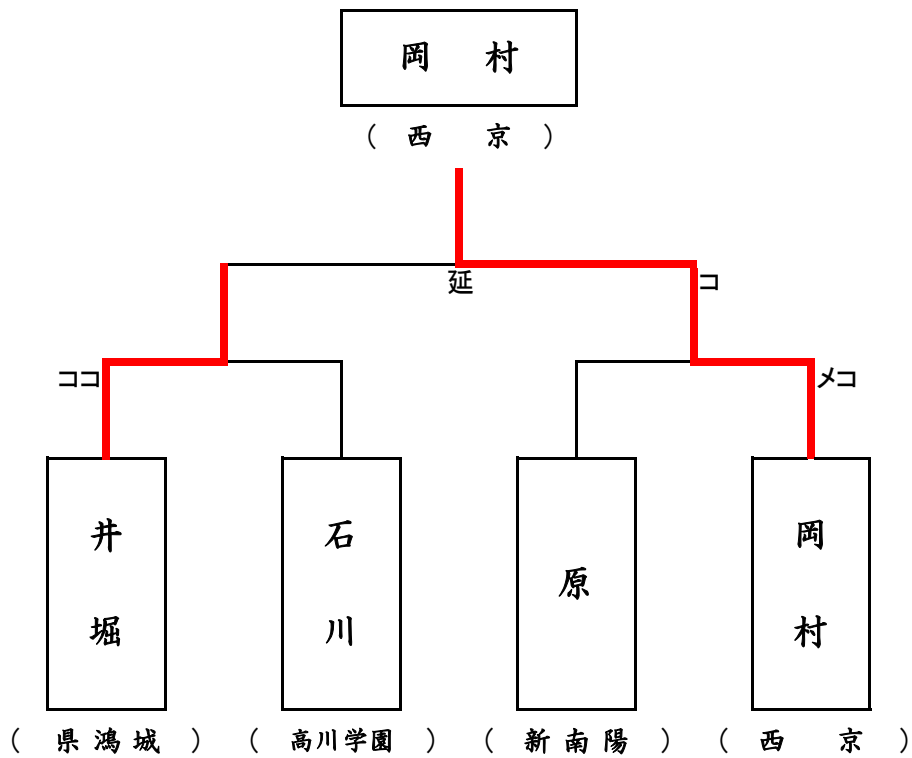 岡村
( 西京 )
延
コ
ココ
メコ
井堀
石川
原
岡村
( 県鴻城 )
( 高川学園 )
( 新南陽 )
( 西京 )